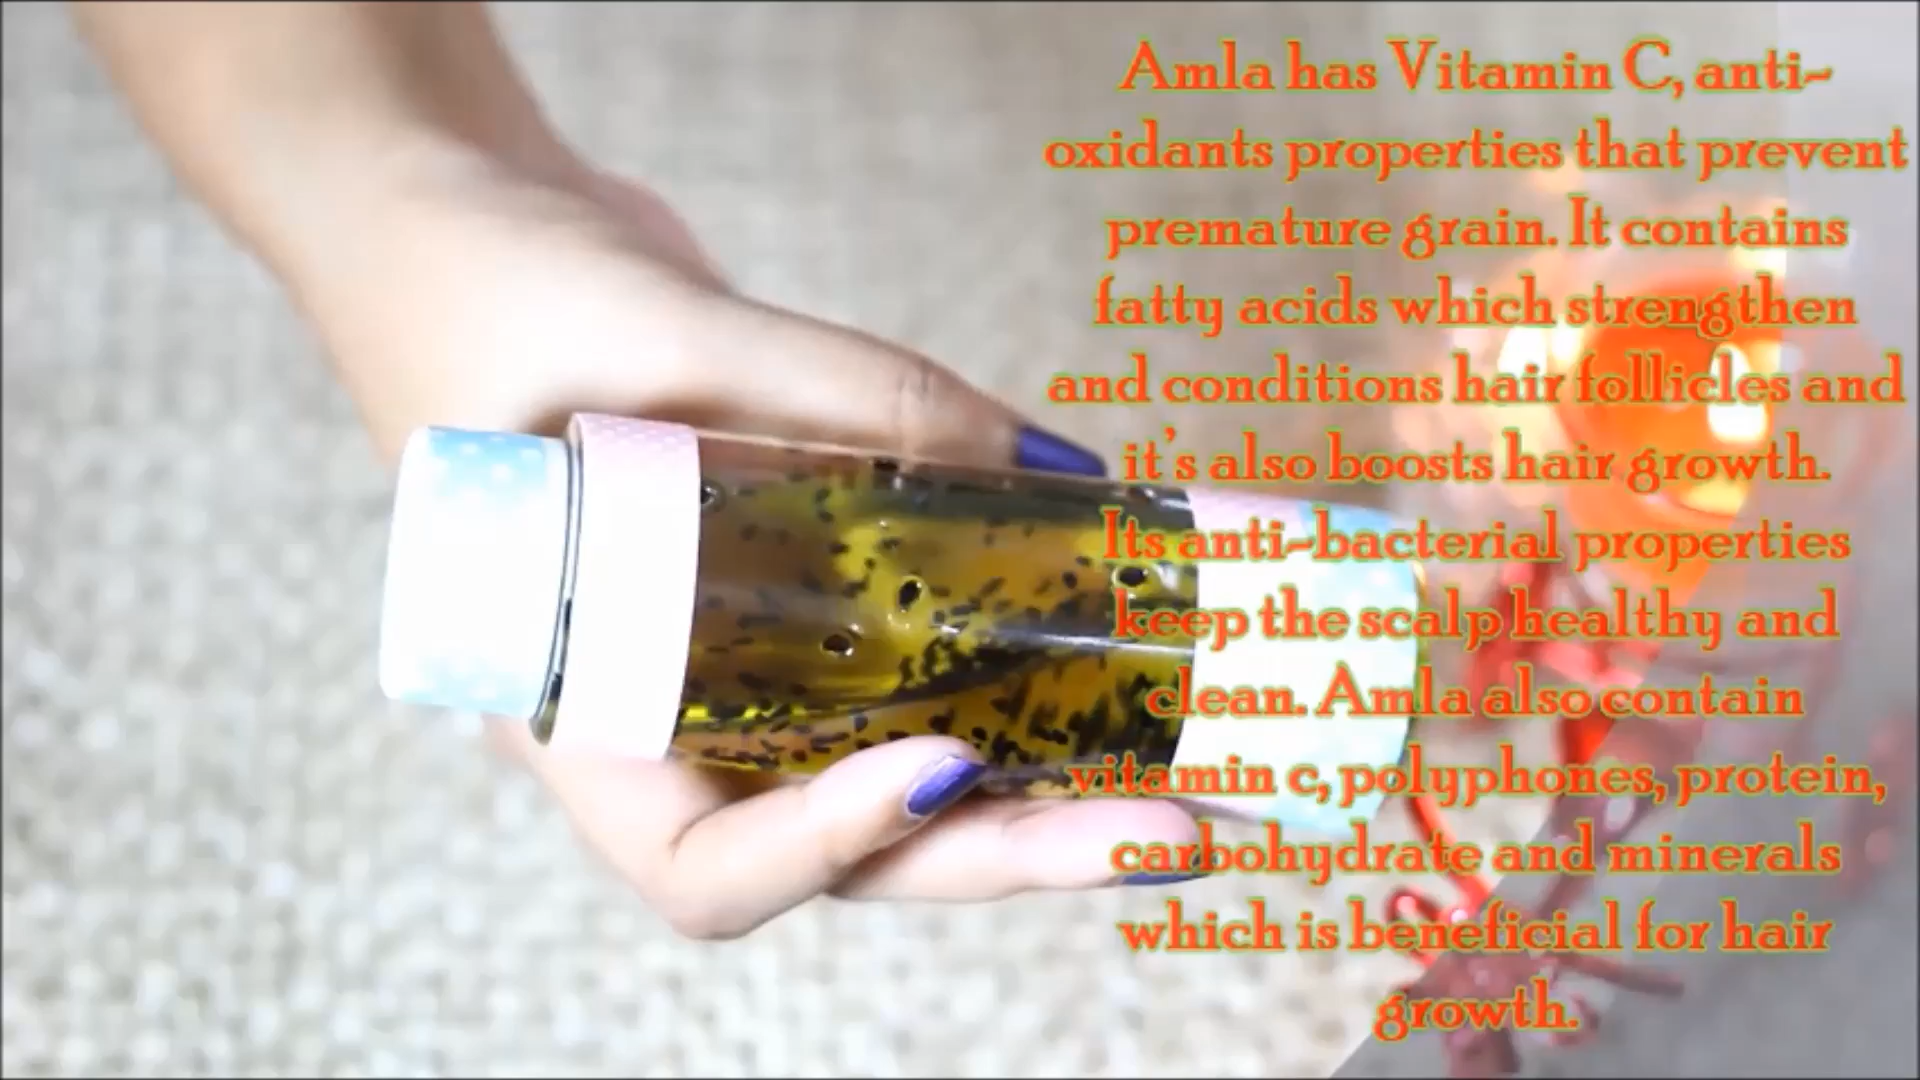 Amla has Vitamin C, anti-
oxidants properties that prevent
premature grain. It contains
fatty acids which strengthen
and conditions hair follicles and
it's also boosts hair growth.
Its anti-bacterial properties
keep the scalp healthy and
clean. Amla also contain
vitamin c, polyphones, protein,
carbohydrate and minerals
which is beneficial for hair
growth.